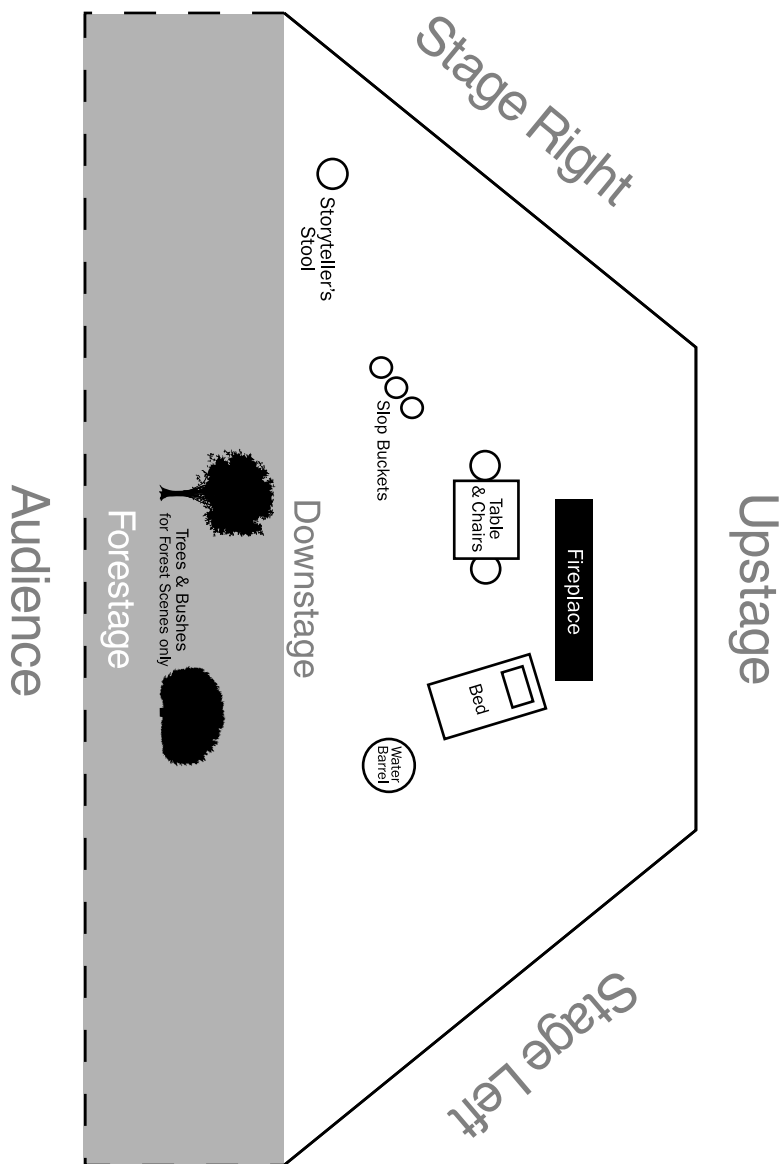 Upstage
Stage Right
Stage Left
Fireplace
Table
& Chairs
Bed
Water
Barrel
Slop Buckets
Storyteller's
Stool
Downstage
Trees & Bushes
for Forest Scenes only
Forestage
Audience